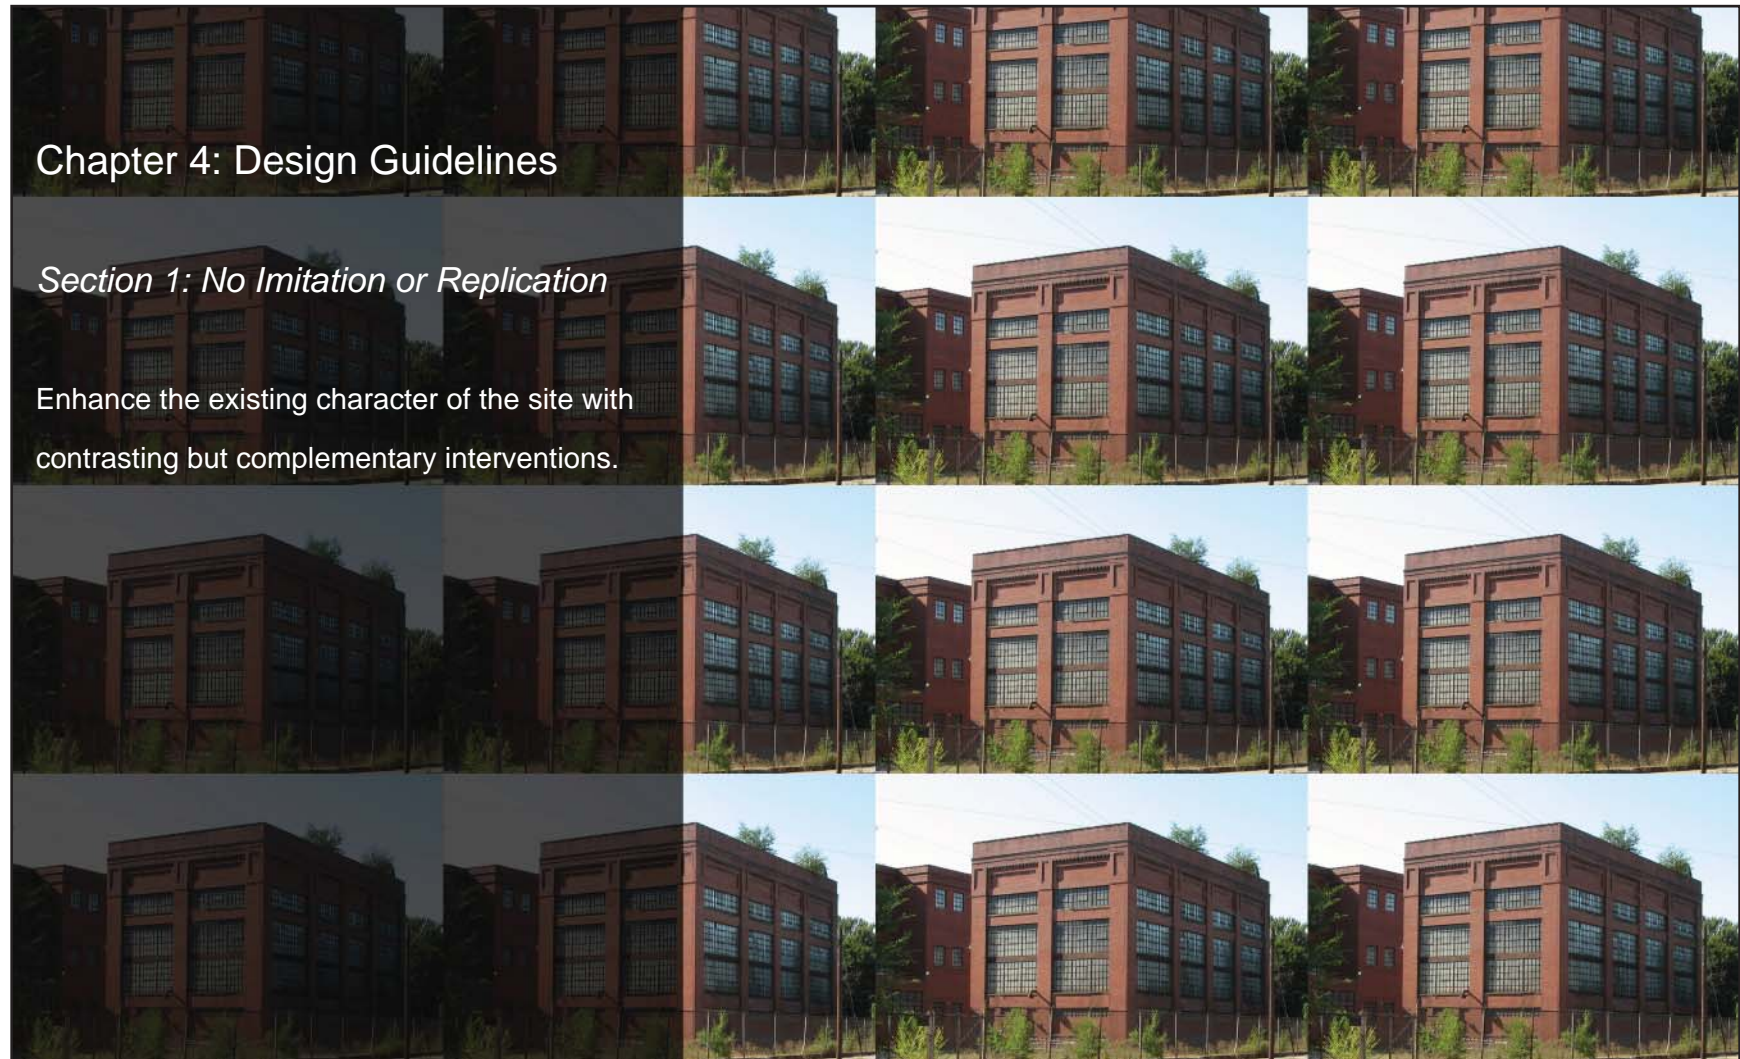 Chapter 4: Design Guidelines
Section 1: No Imitation or Replication
Enhance the existing character of the site with
contrasting but complementary interventions.